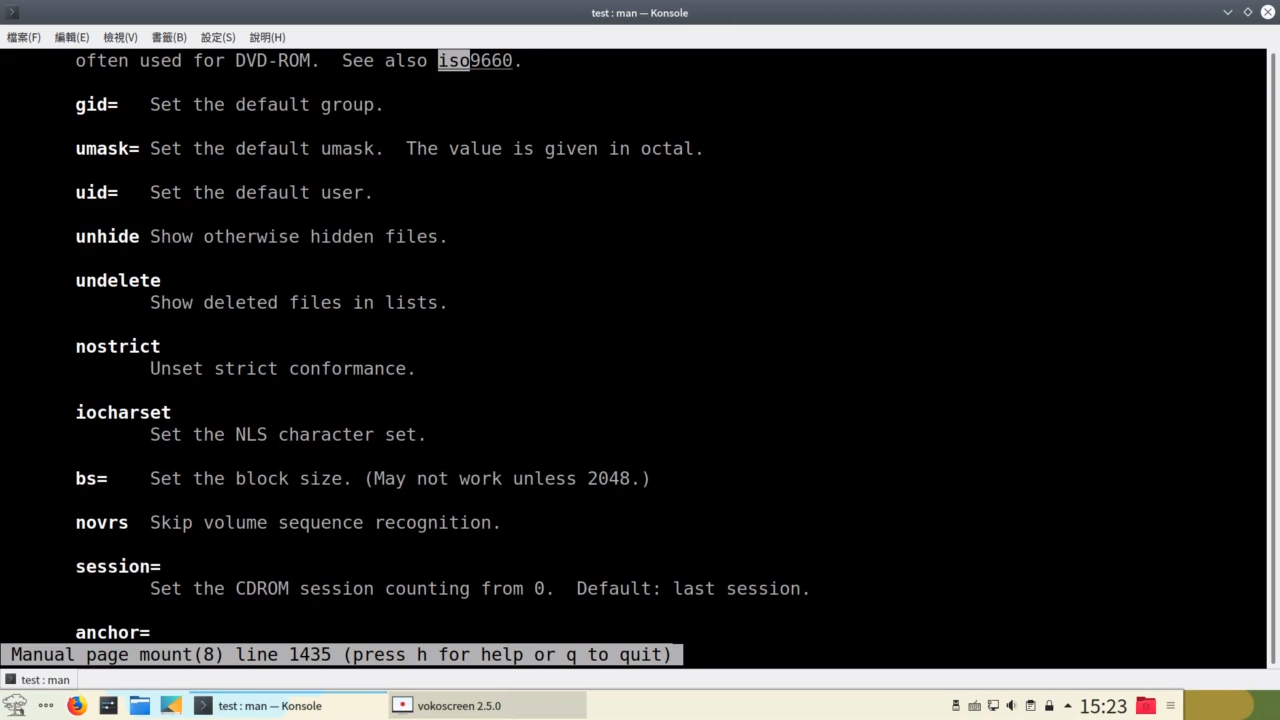 test : man — Konsole
檔案(F) 編輯(E) 檢視(V) 書籤(B) 設定(S) 說明(H)
often used for DVD-ROM.  See also iso9660.
gid=   Set the default group.
umask= Set the default umask.  The value is given in octal.
uid=   Set the default user.
unhide Show otherwise hidden files.
undelete
Show deleted files in lists.
nostrict
Unset strict conformance.
iocharset
Set the NLS character set.
bs=    Set the block size. (May not work unless 2048.)
novrs  Skip volume sequence recognition.
session=
Set the CDROM session counting from 0.  Default: last session.
anchor=
Manual page mount(8) line 1435 (press h for help or q to quit)
test : man
test : man — Konsole vokoscreen 2.5.0 15:23